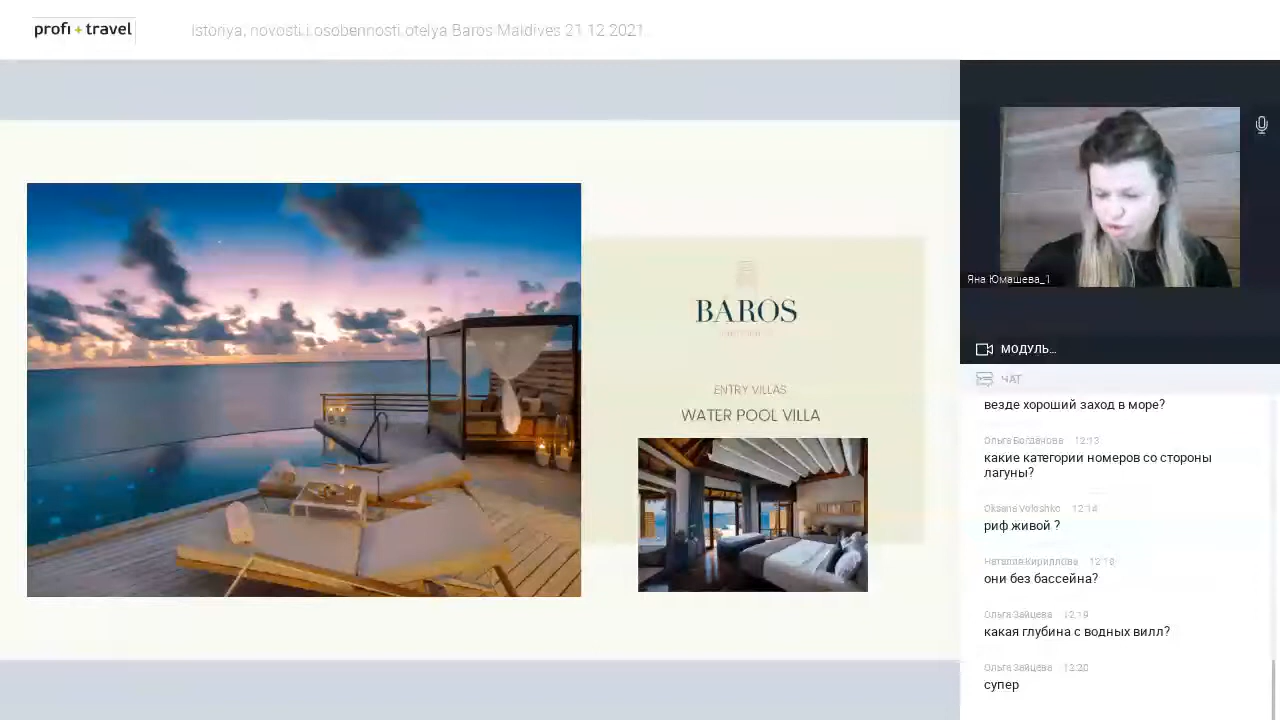 profi + travel
Istoriya, novosti i osobennosti otelya Baros Maldives 21 12 2021.
BAROS
ENTRY VILLAS
WATER POOL VILLA
Яна Юмашева_1
МОДУЛЬ...
ЧАТ
везде хороший заход в море?
Ольга Богданова 12:13
какие категории номеров со стороны
лагуны?
Oksana Voloshko 12:14
риф живой ?
Наталия Кириллова
они без бассейна?
Ольга Зайцева 12:19
какая глубина с водных вилл?
Ольга Зайцева 12:20
супер